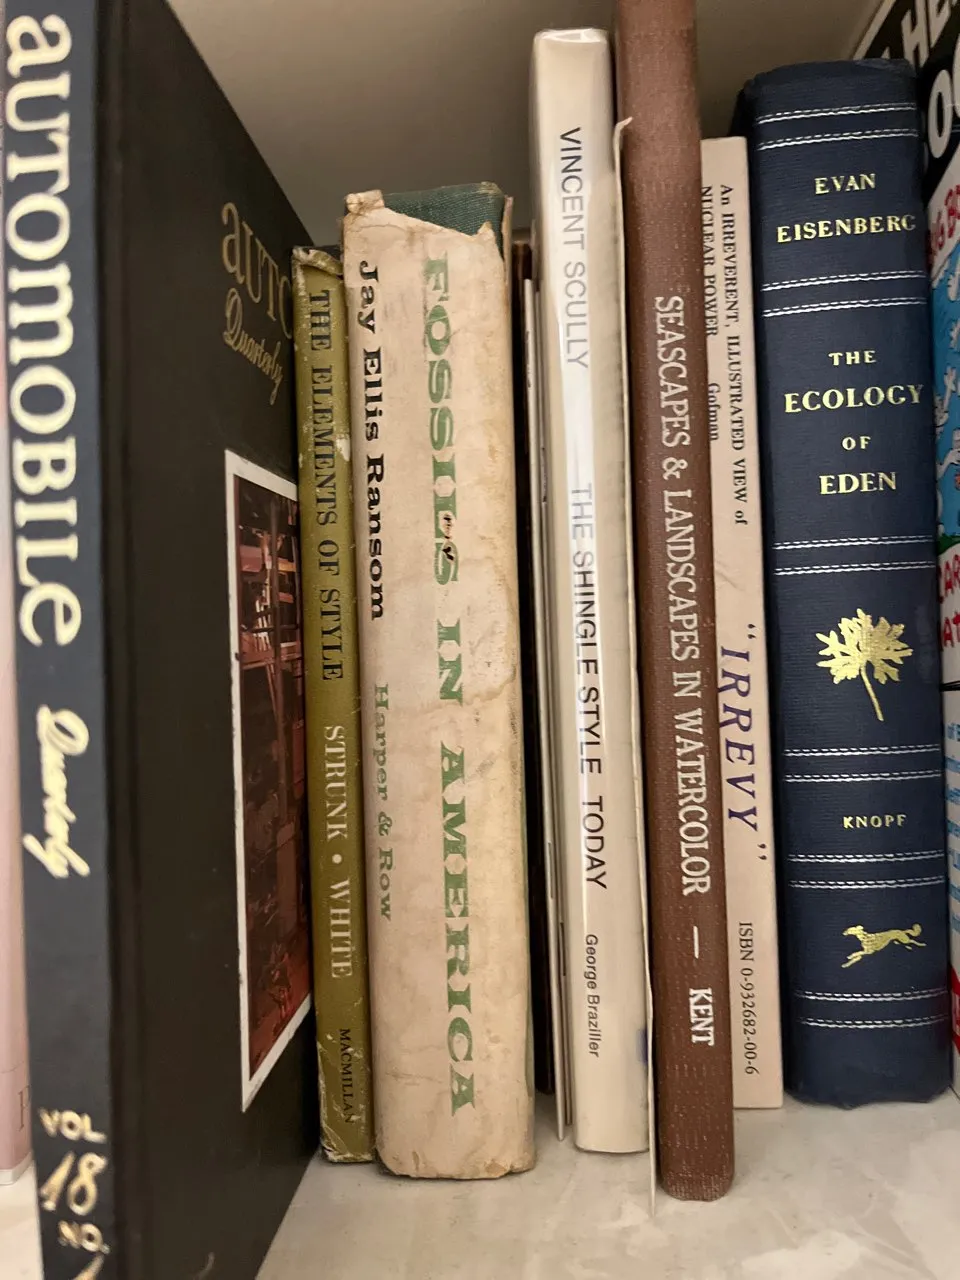 aUTOMOBILE Quarterly
VOL
18
NO.
aUTO
Quarterly
THE ELEMENTS OF STYLE STRUNK • WHITE MACMILLAN
FOSSILS IN AMERICA
Jay Ellis Ransom Harper & Row
VINCENT SCULLY THE SHINGLE STYLE TODAY George Braziller
SEASCAPES & LANDSCAPES IN WATERCOLOR — KENT
An IRREVERENT, ILLUSTRATED VIEW of
NUCLEAR POWER Gofman
"IRREVY" ISBN 0-932682-00-6
EVAN
EISENBERG
THE
ECOLOGY
OF
EDEN
KNOPF